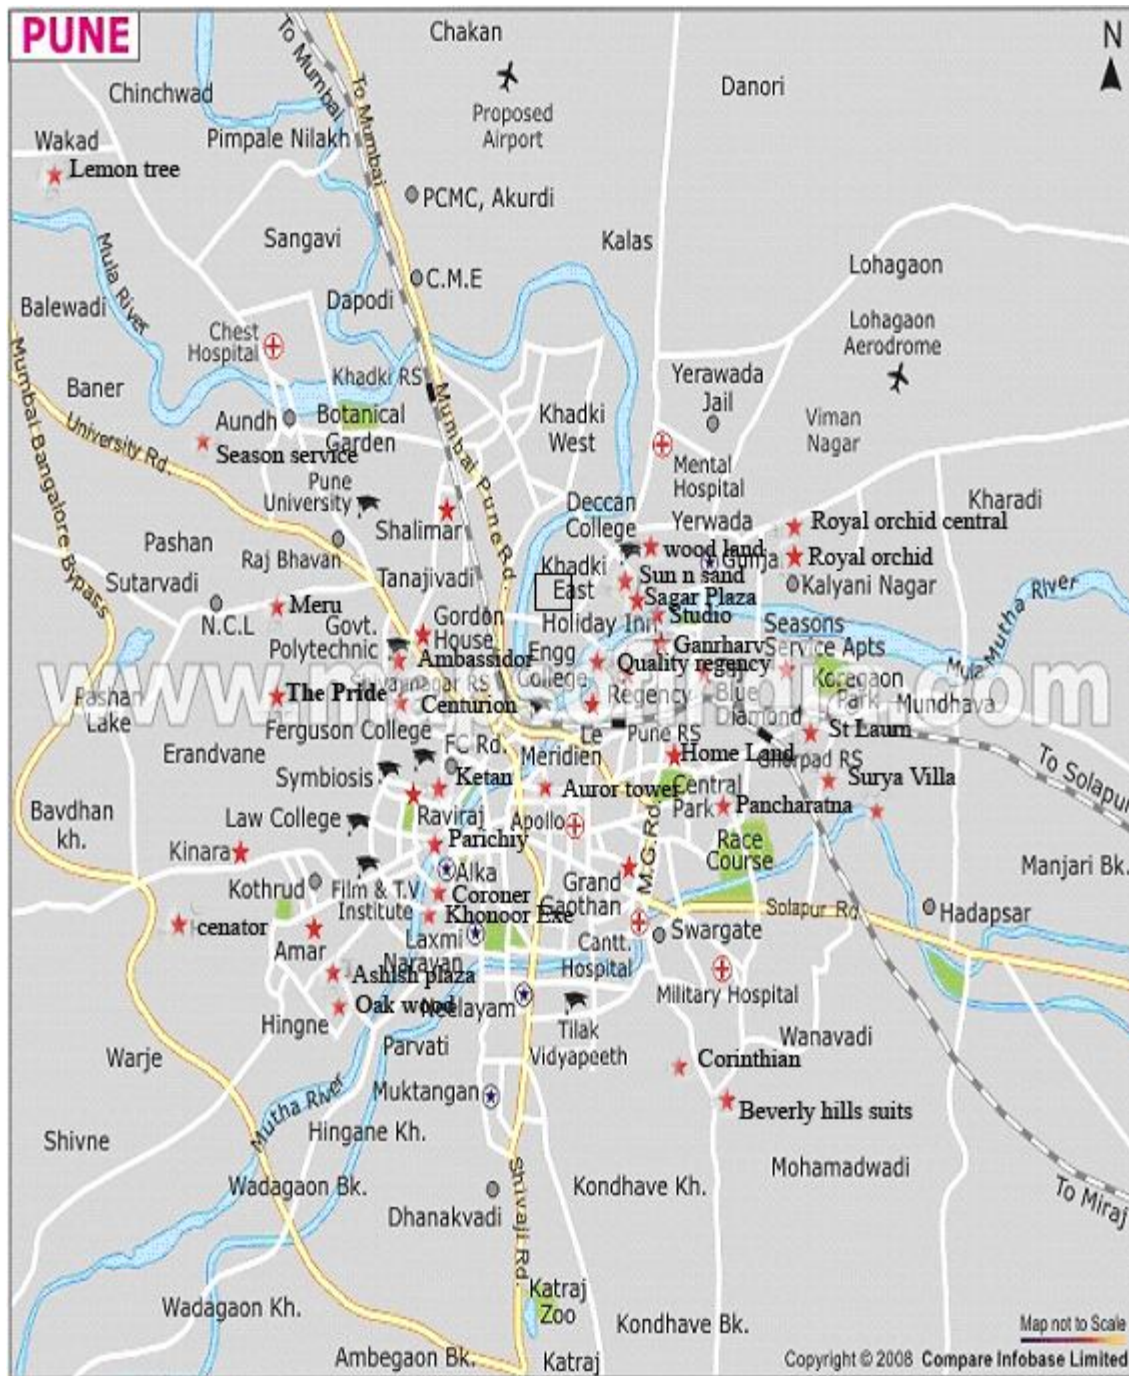 PUNE
N
Chakan
To Mumbai
To Mumbai
Chinchwad
Danori
Proposed
Airport
Wakad
Pimpale Nilakh
Lemon tree
PCMC, Akurdi
Sangavi
Kalas
Mula River
Lohagaon
C.M.E
Balewadi
Dapodi
Chest
Hospital
Lohagaon
Aerodrome
Mumbai Bangalore Bypass
Khadki RS
Mumbai Pune Rd.
Yerawada
Jail
Baner
Aundh
Botanical
Garden
Khadki
West
Viman
Nagar
University Rd.
Season service
Mental
Hospital
Pune
University
Kharadi
Deccan
College
Shalimar
Yerwada
Royal orchid central
Pashan
Raj Bhavan
wood land
Royal orchid
Sutarvadi
Tanajivadi
Khadki
East
Sun n sand
Kalyani Nagar
Mula Mutha River
N.C.L
Meru
Sagar Plaza
Govt.
Polytechnic
Gordon
House
Holiday Inn
Studio
Seasons
Service Apts
Ambassidor
Engg
College
Ganrharv
Quality regency
Koregaon
Park
Shivajinagar RS
Pashan
Lake
The Pride
Centurion
Regency
Blue
Diamond
Mundhava
Ferguson College
Le
Meridien
Pune RS
St Laum
Erandvane
FC Rd.
Home Land
Ghorpad RS
To Solapur
Symbiosis
Ketan
Auror tower
Central
Park
Surya Villa
Bavdhan
kh.
Raviraj
Pancharatna
Law College
Apollo
M.G. Rd.
Race
Course
Kinara
Parichiy
Manjari Bk.
Alka
Kothrud
Film & T.V
Institute
Coroner
Grand
Gaothan
Solapur Rd
Hadapsar
cenator
Khonoor Exe
Amar
Laxmi
Narayan
Cantt.
Hospital
Swargate
Ashish plaza
Military Hospital
Oak wood
Neelayam
Hingne
Tilak
Vidyapeeth
Wanavadi
Warje
Parvati
Corinthian
Muktangan
Beverly hills suits
Mutha River
Shivne
Hingane Kh.
Mohamadwadi
Wadagaon Bk.
Kondhave Kh.
To Miraj
Dhanakvadi
Shivaji Rd.
Katraj
Zoo
Wadagaon Kh.
Kondhave Bk.
Map not to Scale
Ambegaon Bk.
Katraj
Copyright © 2008 Compare Infobase Limited